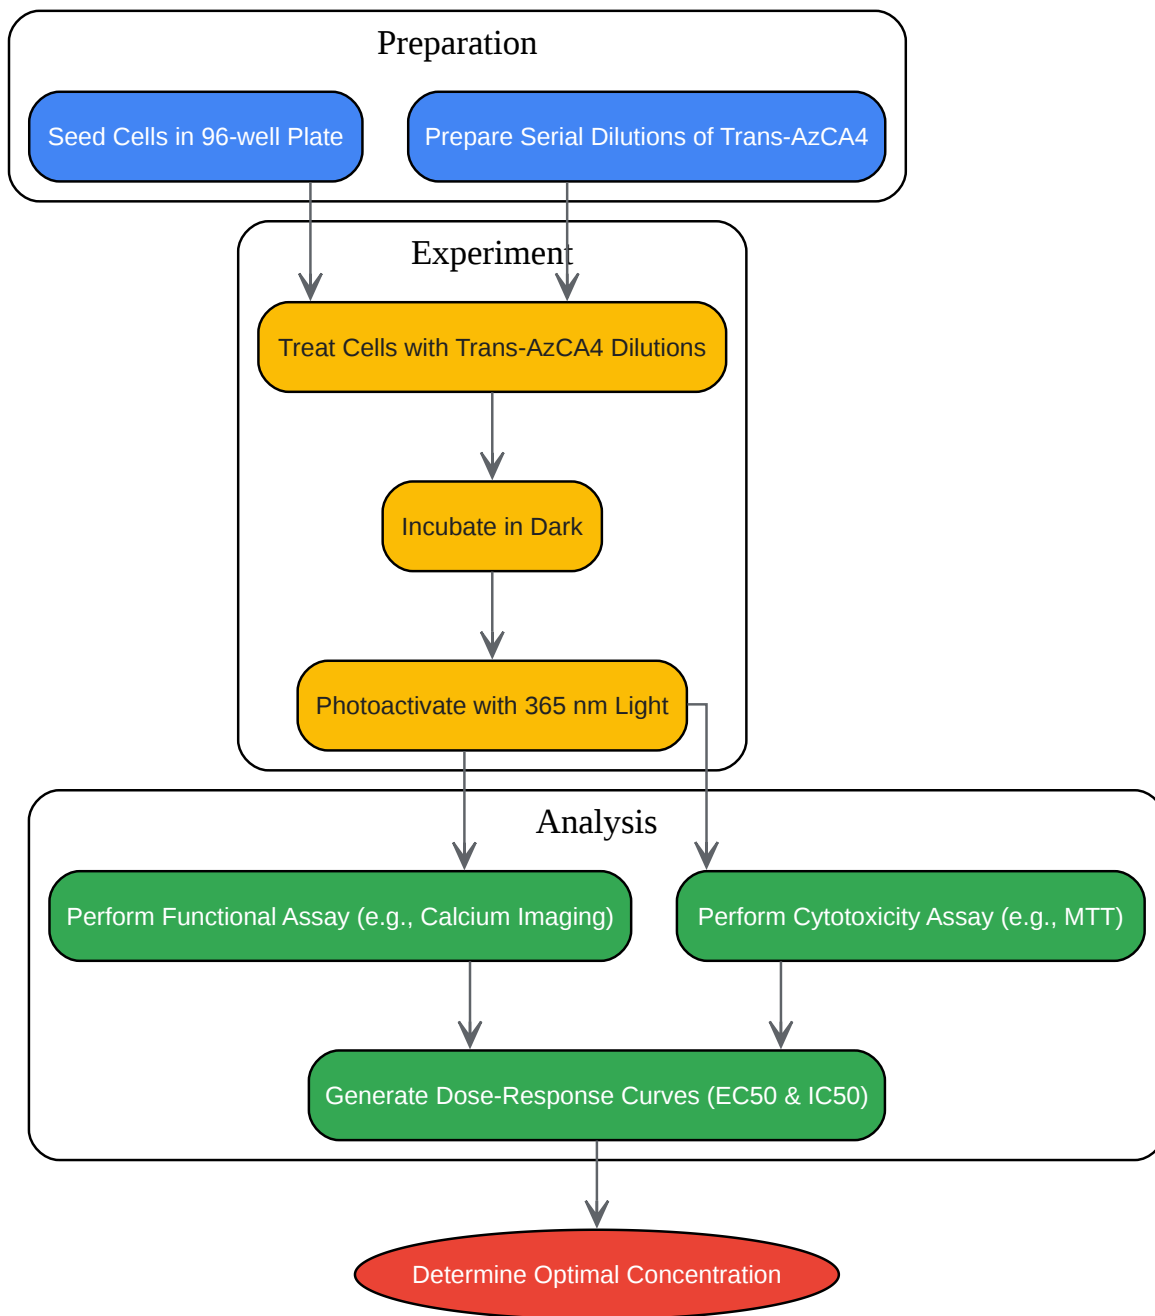 Preparation
Seed Cells in 96-well Plate
Prepare Serial Dilutions of Trans-AzCA4
Experiment
Treat Cells with Trans-AzCA4 Dilutions
Incubate in Dark
Photoactivate with 365 nm Light
Analysis
Perform Functional Assay (e.g., Calcium Imaging)
Perform Cytotoxicity Assay (e.g., MTT)
Generate Dose-Response Curves (EC50 & IC50)
Determine Optimal Concentration